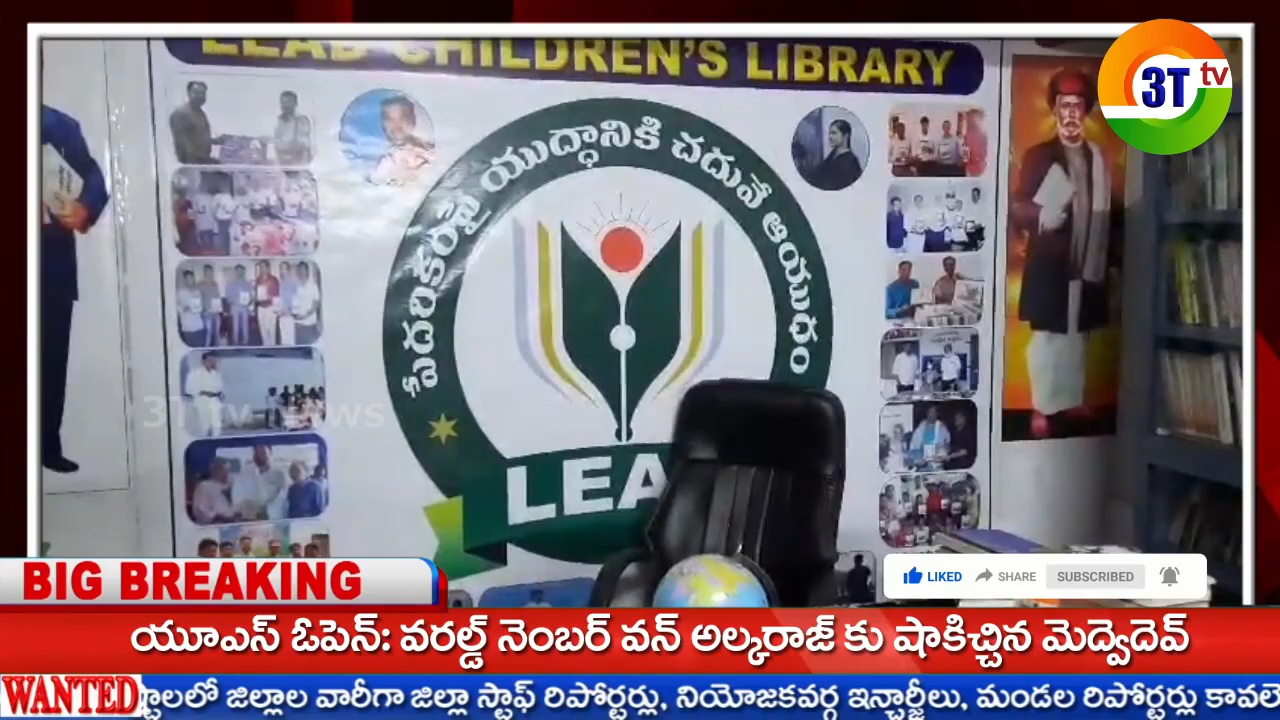 LEAD CHILDREN'S LIBRARY
3T tv
పేదరికంపై యుద్ధానికి చదువే ఆయుధం
3T tv News
LEA
BIG BREAKING
LIKED SHARE SUBSCRIBED
యూఎస్ ఓపెన్: వరల్డ్ నెంబర్ వన్ అల్కరాజ్ కు షాకిచ్చిన మెద్వెదెవ్
WANTED జిల్లాల వారీగా జిల్లా స్టాఫ్ రిపోర్టర్లు, నియోజకవర్గ ఇన్చార్జీలు, మండల రిపోర్టర్లు